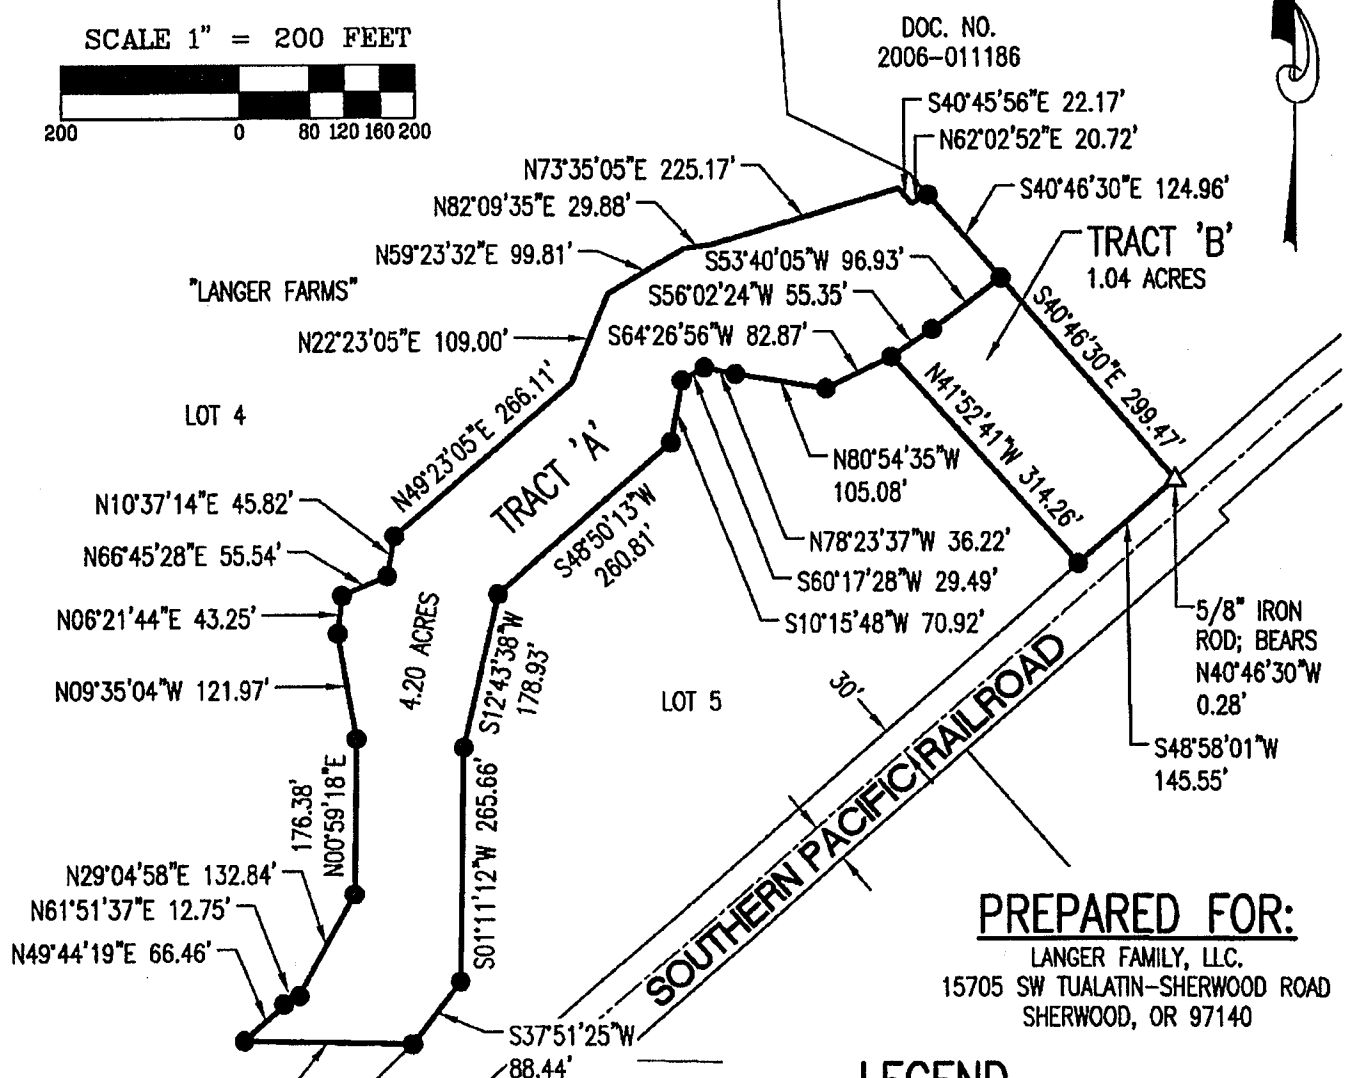 SCALE 1" = 200 FEET
200 0 80 120 160 200
DOC. NO.
2006-011186
S40°45'56"E 22.17'
N62°02'52"E 20.72'
N73°35'05"E 225.17'
S40°46'30"E 124.96'
N82°09'35"E 29.88'
TRACT 'B'
1.04 ACRES
N59°23'32"E 99.81'
S53°40'05"W 96.93'
"LANGER FARMS"
S56°02'24"W 55.35'
S40°46'30"E 299.47'
N22°23'05"E 109.00'
S64°26'56"W 82.87'
N41°52'41"W 314.26'
LOT 4
N49°23'05"E 266.11'
TRACT 'A'
N80°54'35"W
105.08'
N10°37'14"E 45.82'
S48°50'13"W
260.81'
N78°23'37"W 36.22'
N66°45'28"E 55.54'
S60°17'28"W 29.49'
N06°21'44"E 43.25'
S10°15'48"W 70.92'
5/8" IRON
ROD; BEARS
N40°46'30"W
0.28'
4.20 ACRES
S12°43'38"W
178.93'
N09°35'04"W 121.97'
LOT 5
30'
S48°58'01"W
145.55'
SOUTHERN PACIFIC RAILROAD
176.38'
N00°59'18"E
S01°11'12"W 265.66'
N29°04'58"E 132.84'
N61°51'37"E 12.75'
N49°44'19"E 66.46'
PREPARED FOR:
LANGER FAMILY, LLC.
15705 SW TUALATIN-SHERWOOD ROAD
SHERWOOD, OR 97140
S37°51'25"W
88.44'
LEGEND